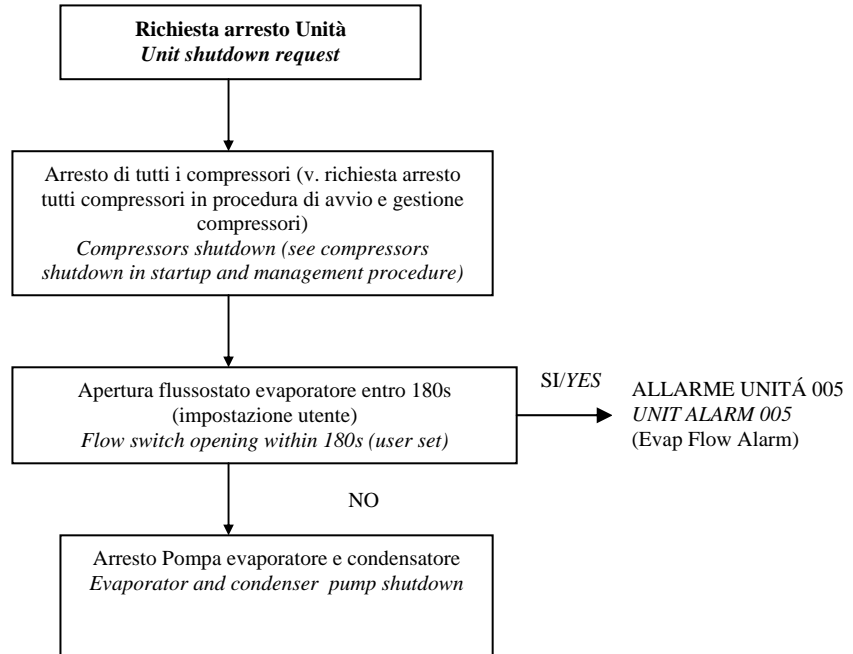 Richiesta arresto Unità
Unit shutdown request
Arresto di tutti i compressori (v. richiesta arresto
tutti compressori in procedura di avvio e gestione
compressori)
Compressors shutdown (see compressors
shutdown in startup and management procedure)
Apertura flussostato evaporatore entro 180s
(impostazione utente)
Flow switch opening within 180s (user set)
SI/YES
ALLARME UNITÁ 005
UNIT ALARM 005
(Evap Flow Alarm)
NO
Arresto Pompa evaporatore e condensatore
Evaporator and condenser pump shutdown